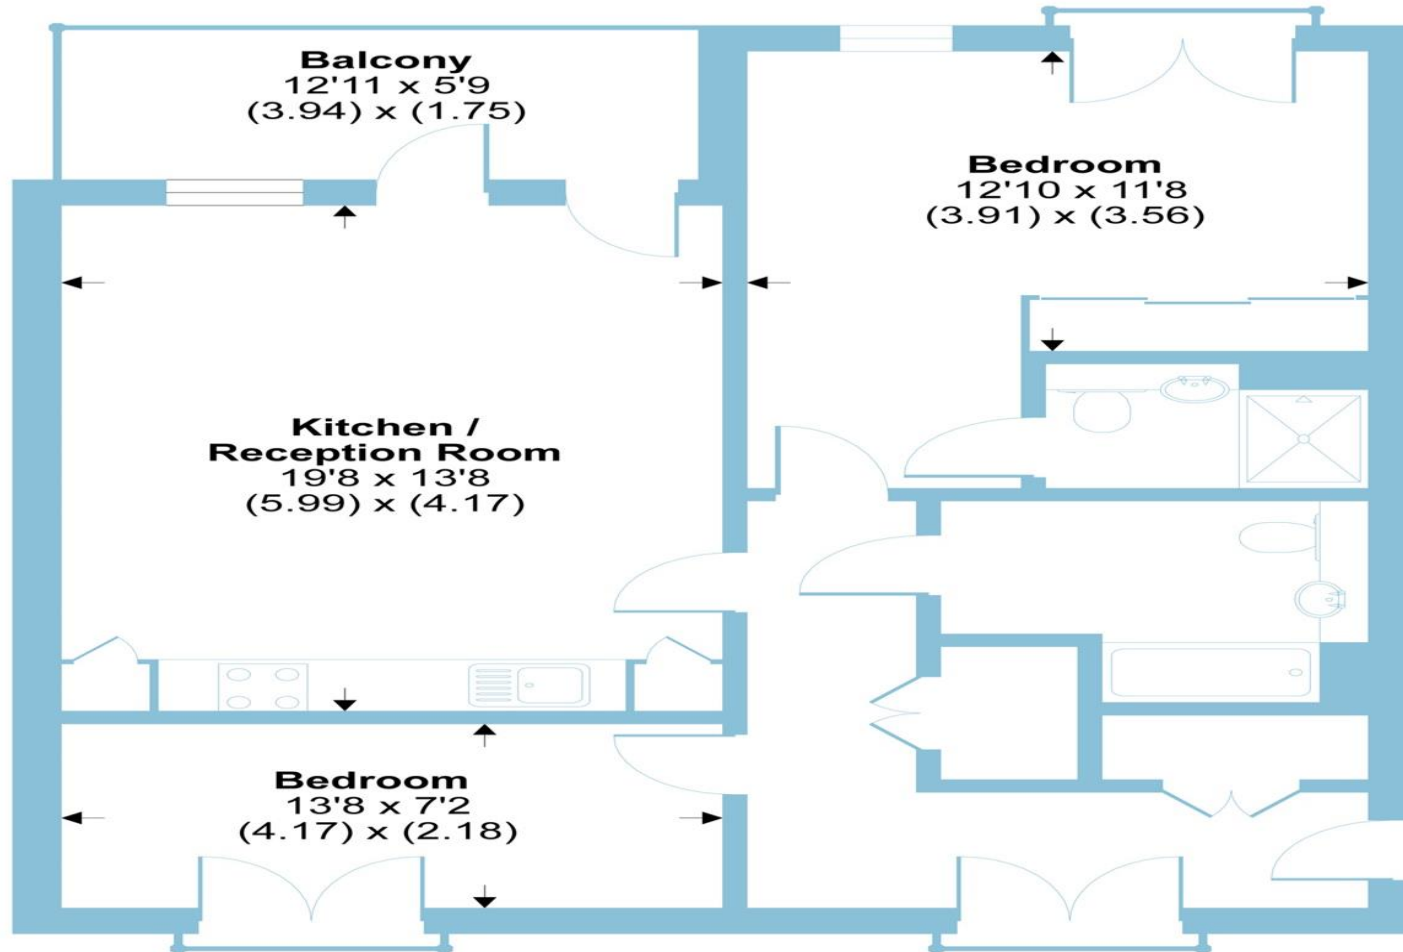 Balcony
12'11 x 5'9
(3.94) x (1.75)
Bedroom
12'10 x 11'8
(3.91) x (3.56)
Kitchen /
Reception Room
19'8 x 13'8
(5.99) x (4.17)
Bedroom
13'8 x 7'2
(4.17) x (2.18)